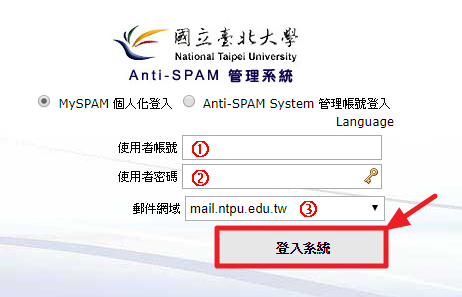 國立臺北大學
National Taipei University
Anti-SPAM 管理系統
MySPAM 個人化登入 Anti-SPAM System 管理帳號登入
Language
使用者帳號 ①
使用者密碼 ②
郵件網域 mail.ntpu.edu.tw ③
登入系統